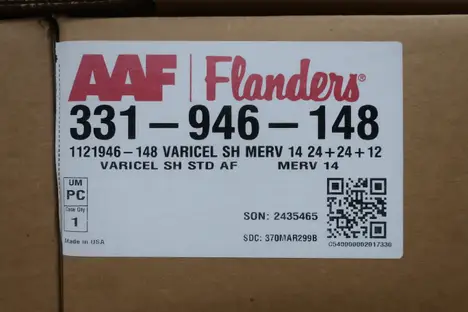 AAF | Flanders®
331-946-148
1121946-148 VARICEL SH MERV 14 24+24+12
VARICEL SH STD AF MERV 14
UM
PC
Case Qty
1
Made in USA
SON: 2435465
SDC: 370MAR299B
C540000002017330